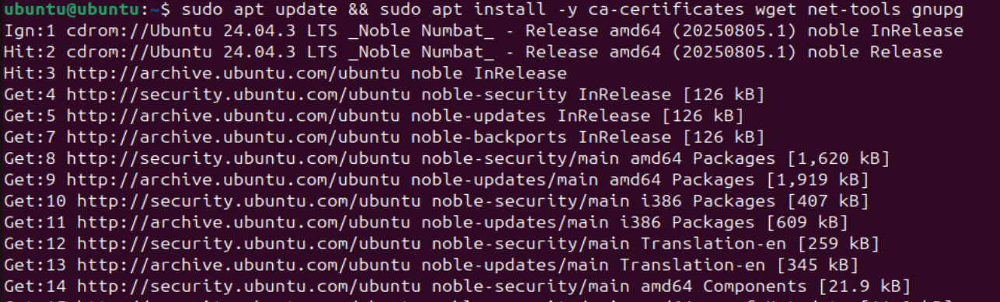 ubuntu@ubuntu:~$ sudo apt update && sudo apt install -y ca-certificates wget net-tools gnupg
Ign:1 cdrom://Ubuntu 24.04.3 LTS _Noble Numbat_ - Release amd64 (20250805.1) noble InRelease
Hit:2 cdrom://Ubuntu 24.04.3 LTS _Noble Numbat_ - Release amd64 (20250805.1) noble Release
Hit:3 http://archive.ubuntu.com/ubuntu noble InRelease
Get:4 http://security.ubuntu.com/ubuntu noble-security InRelease [126 kB]
Get:5 http://archive.ubuntu.com/ubuntu noble-updates InRelease [126 kB]
Get:7 http://archive.ubuntu.com/ubuntu noble-backports InRelease [126 kB]
Get:8 http://security.ubuntu.com/ubuntu noble-security/main amd64 Packages [1,620 kB]
Get:9 http://archive.ubuntu.com/ubuntu noble-updates/main amd64 Packages [1,919 kB]
Get:10 http://security.ubuntu.com/ubuntu noble-security/main i386 Packages [407 kB]
Get:11 http://archive.ubuntu.com/ubuntu noble-updates/main i386 Packages [609 kB]
Get:12 http://security.ubuntu.com/ubuntu noble-security/main Translation-en [259 kB]
Get:13 http://archive.ubuntu.com/ubuntu noble-updates/main Translation-en [345 kB]
Get:14 http://security.ubuntu.com/ubuntu noble-security/main amd64 Components [21.9 kB]